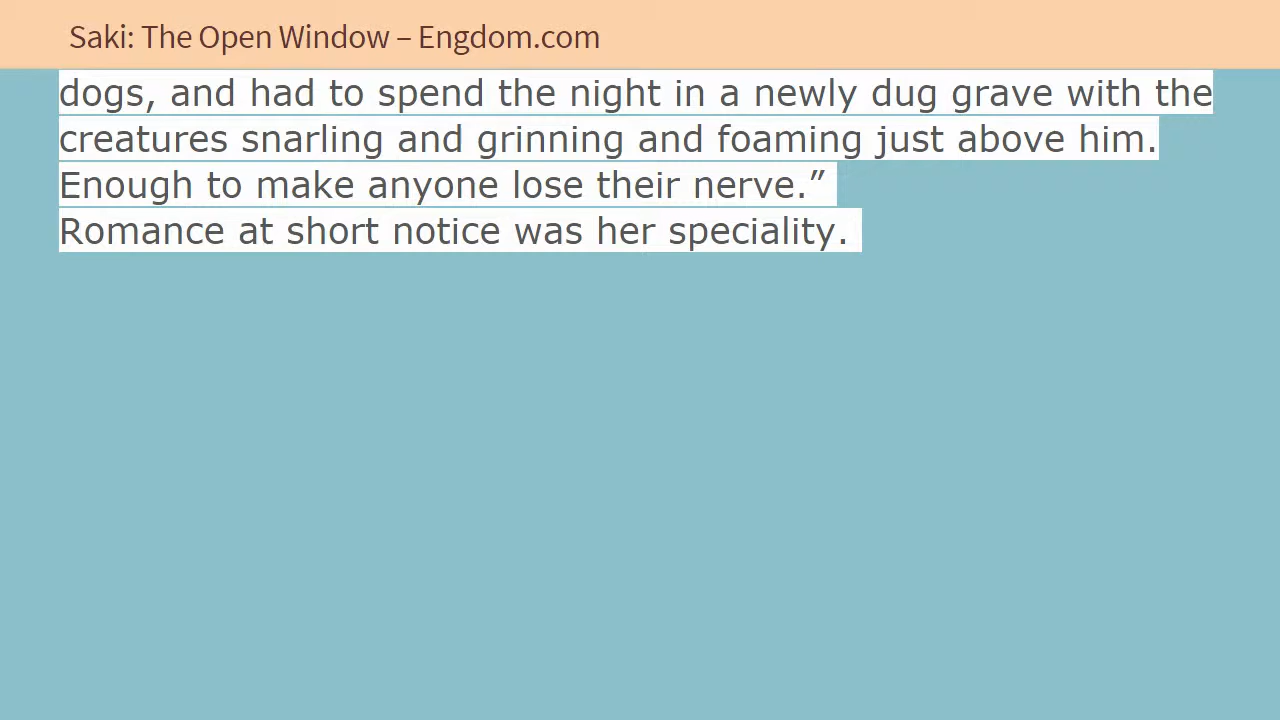 Saki: The Open Window – Engdom.com
dogs, and had to spend the night in a newly dug grave with the
creatures snarling and grinning and foaming just above him.
Enough to make anyone lose their nerve.”
Romance at short notice was her speciality.